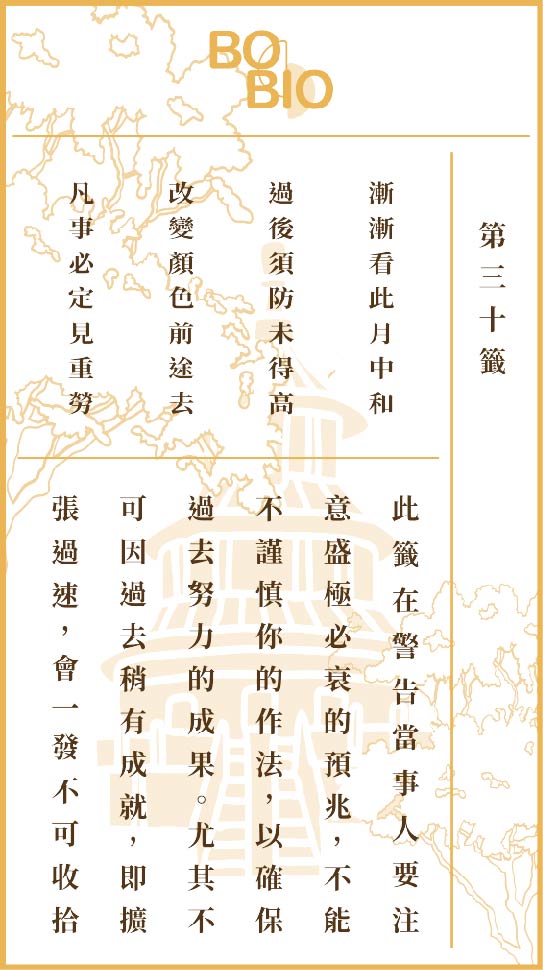 BO
BIO
第三十籤
漸漸看此月中和
過後須防未得高
改變顏色前途去
凡事必定見重勞
此籤在警告當事人要注
意盛極必衰的預兆，不能
不謹慎你的作法，以確保
過去努力的成果。尤其不
可因過去稍有成就，即擴
張過速，會一發不可收拾